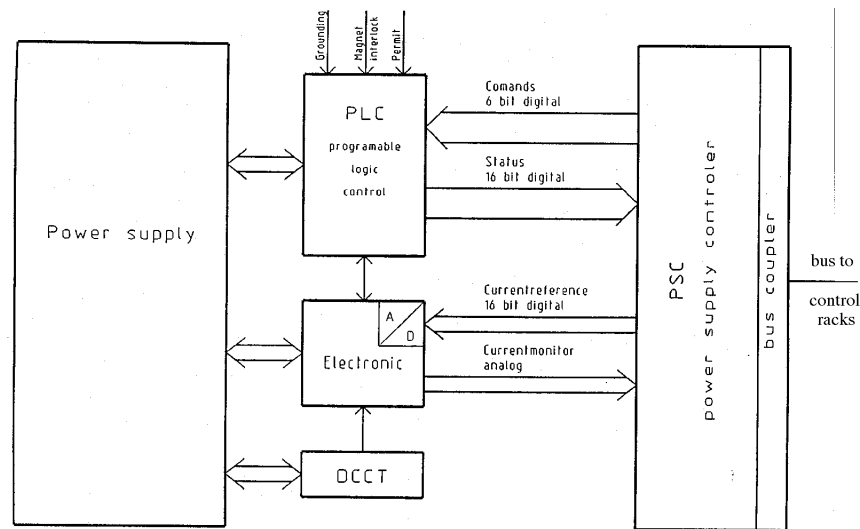 Grounding
Magnet
interlock
Permit
PLC
programable
logic
control
Comands
6 bit digital
Status
16 bit digital
Power supply
Currentreference
16 bit digital
A
D
Electronic
Currentmonitor
analog
DCCT
PSC
power supply controler
bus coupler
bus to
control
racks